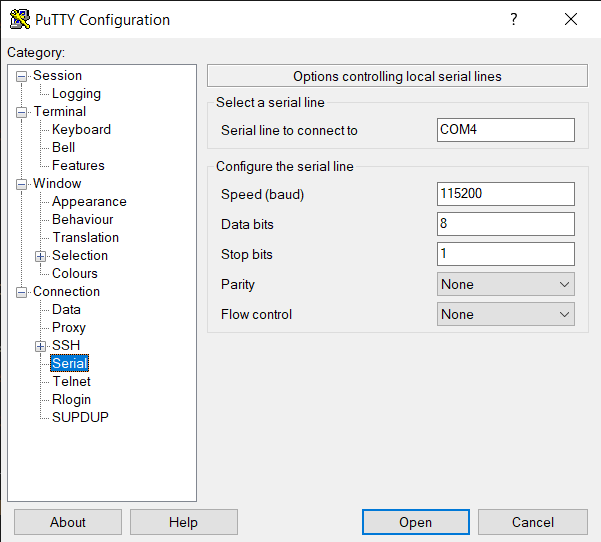 PuTTY Configuration
?
Category:
Session
Logging
Terminal
Keyboard
Bell
Features
Window
Appearance
Behaviour
Translation
Selection
Colours
Connection
Data
Proxy
SSH
Serial
Telnet
Rlogin
SUPDUP
Options controlling local serial lines
Select a serial line
Serial line to connect to COM4
Configure the serial line
Speed (baud) 115200
Data bits 8
Stop bits 1
Parity None
Flow control None
About Help Open Cancel